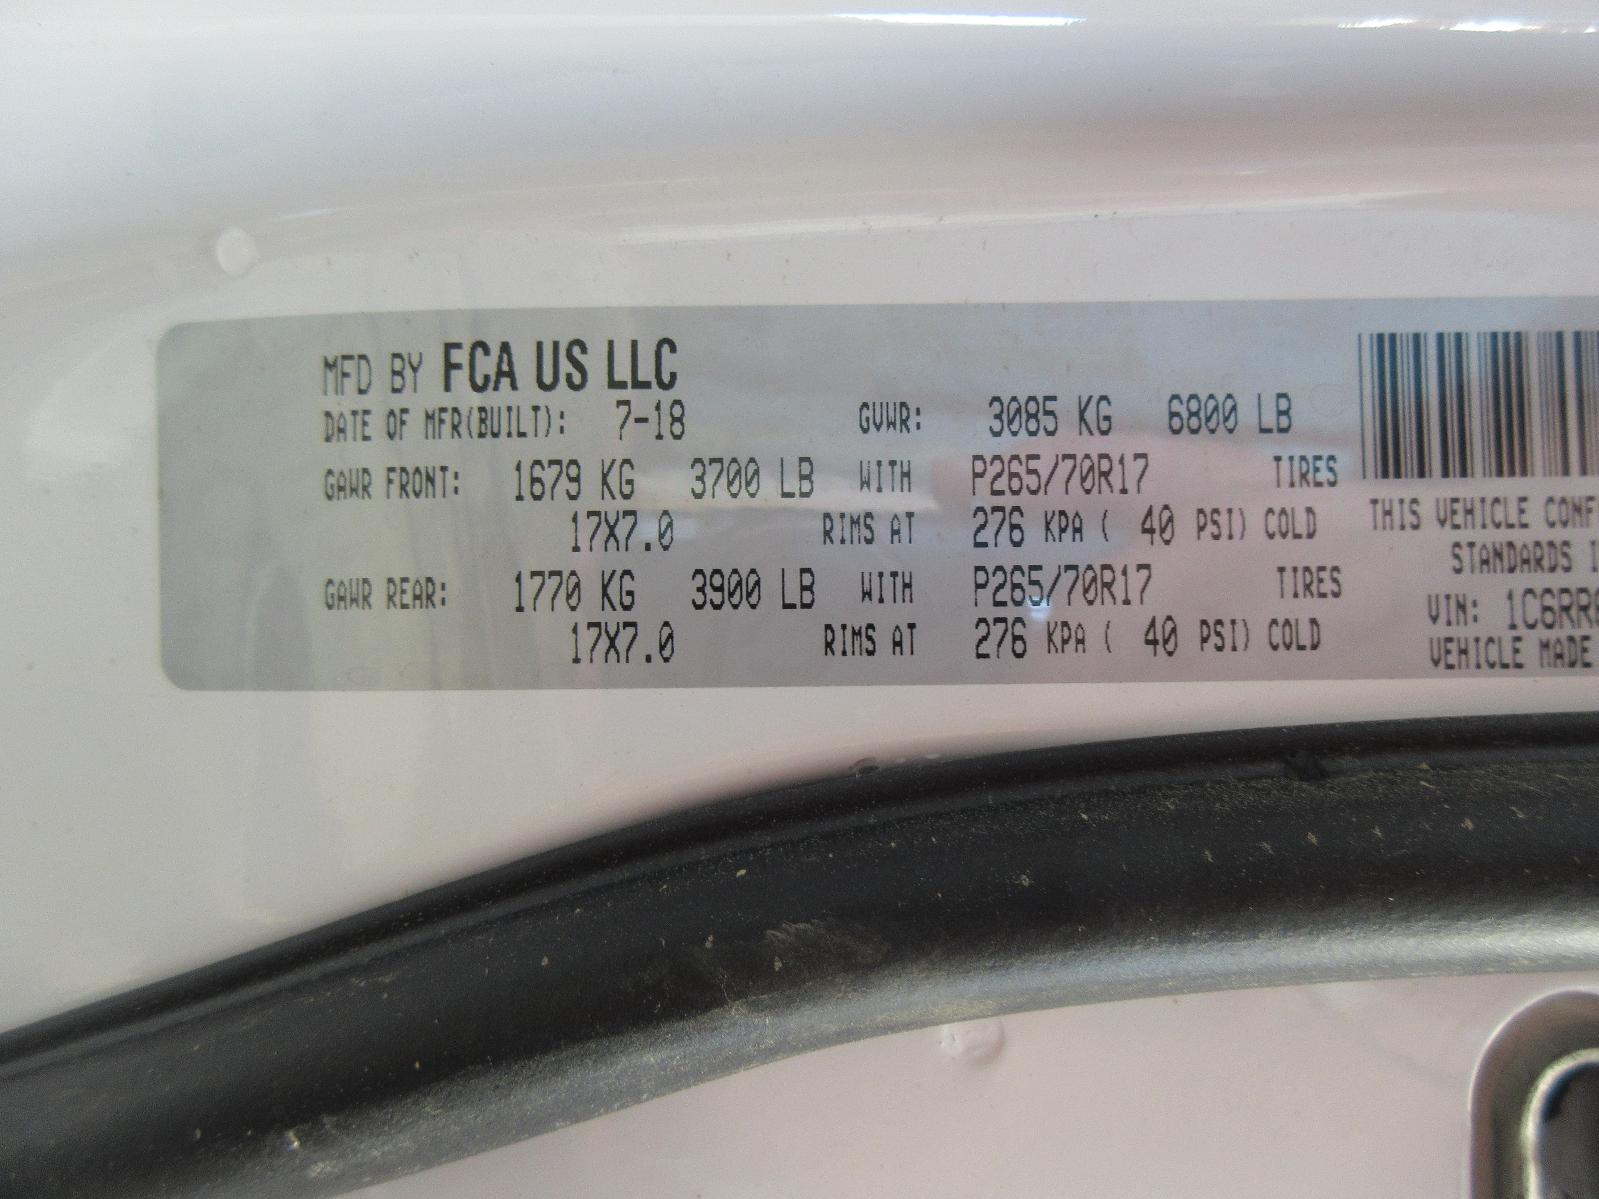 MFD BY FCA US LLC
DATE OF MFR(BUILT): 7-18 GVWR: 3085 KG 6800 LB
GAWR FRONT: 1679 KG 3700 LB WITH P265/70R17 TIRES
17X7.0 RIMS AT 276 KPA ( 40 PSI) COLD
GAWR REAR: 1770 KG 3900 LB WITH P265/70R17 TIRES
17X7.0 RIMS AT 276 KPA ( 40 PSI) COLD
THIS VEHICLE CONF
STANDARDS I
VIN: 1C6RR
VEHICLE MADE